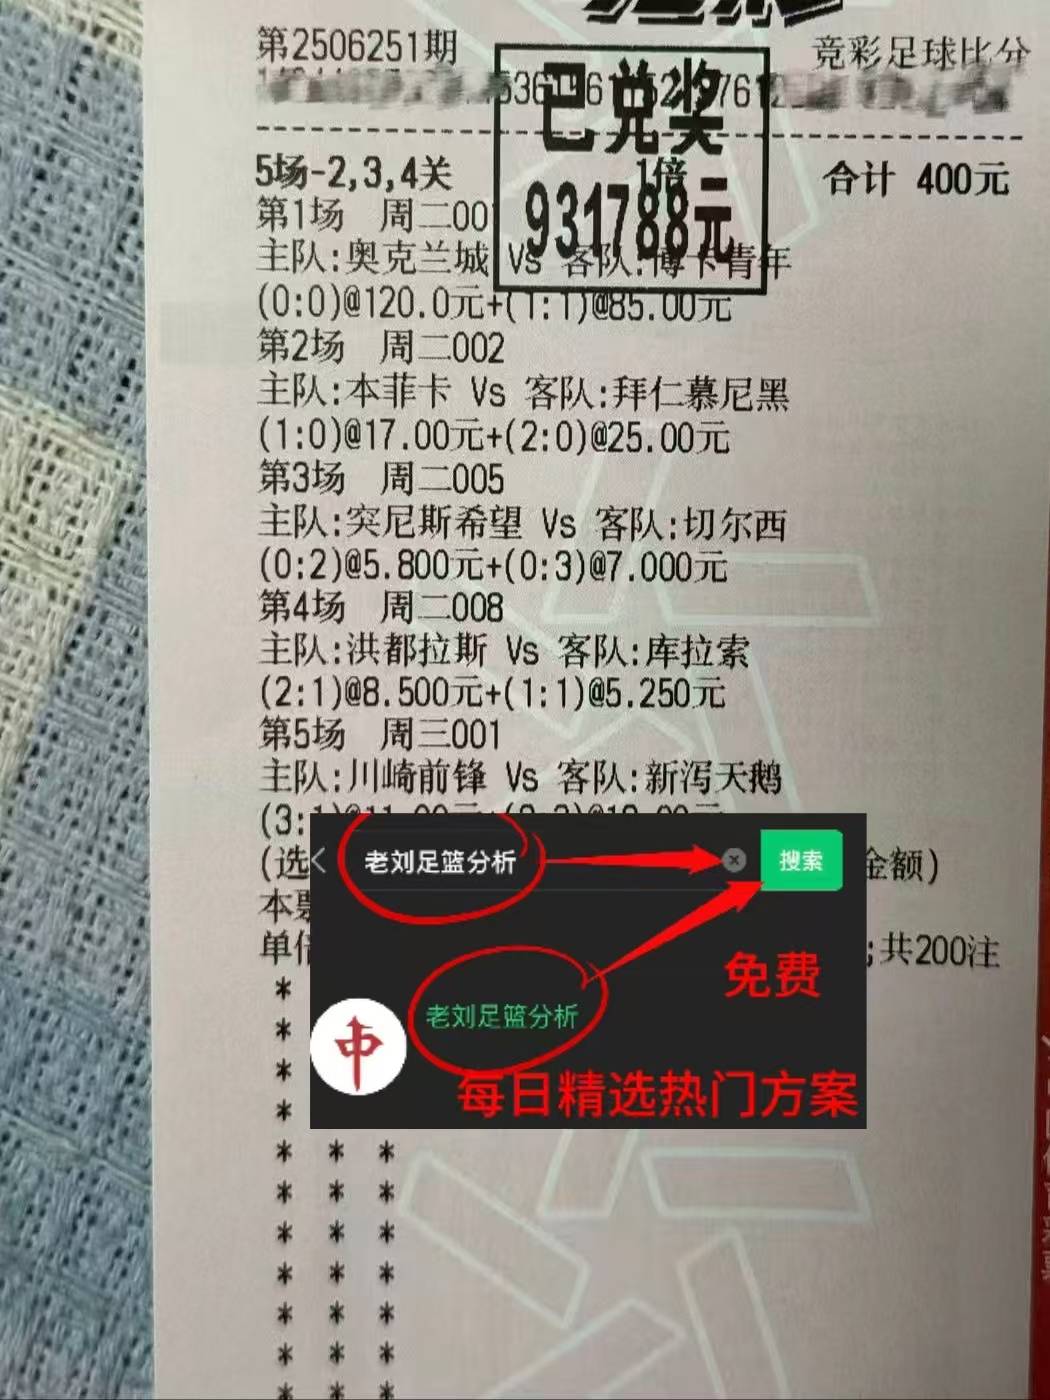 第2506251期
竞彩足球比分
已兑奖
931788元
5场-2,3,4关 1倍 合计 400元
第1场 周二001
主队:奥克兰城 Vs 客队:博卡青年
(0:0)@120.0元+(1:1)@85.00元
第2场 周二002
主队:本菲卡 Vs 客队:拜仁慕尼黑
(1:0)@17.00元+(2:0)@25.00元
第3场 周二005
主队:突尼斯希望 Vs 客队:切尔西
(0:2)@5.800元+(0:3)@7.000元
第4场 周二008
主队:洪都拉斯 Vs 客队:库拉索
(2:1)@8.500元+(1:1)@5.250元
第5场 周三001
主队:川崎前锋 Vs 客队:新泻天鹅
(3:
(选 金额)
本票
单倍 ;共200注
老刘足篮分析 搜索
免费
老刘足篮分析
中
每日精选热门方案
*
*
*
*
* * *
* * *
* * *
* * *
* * *
* * *
* * *